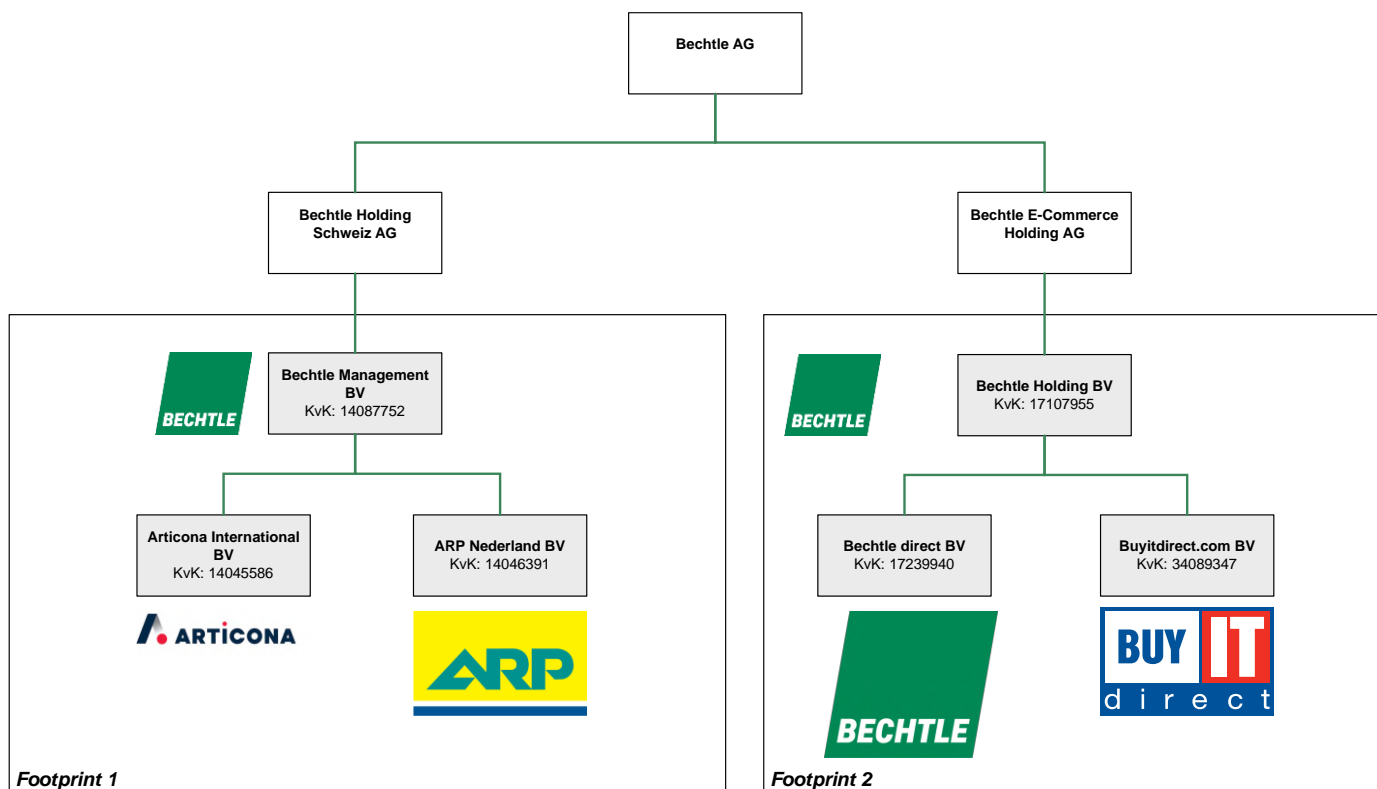 Bechtle AG
Bechtle Holding
Schweiz AG
Bechtle E-Commerce
Holding AG
BECHTLE
Bechtle Management
BV
KvK: 14087752
BECHTLE
Bechtle Holding BV
KvK: 17107955
Articona International
BV
KvK: 14045586
ARP Nederland BV
KvK: 14046391
Bechtle direct BV
KvK: 17239940
Buyitdirect.com BV
KvK: 34089347
ARTICONA
ARP
BECHTLE
BUY IT
direct
Footprint 1
Footprint 2